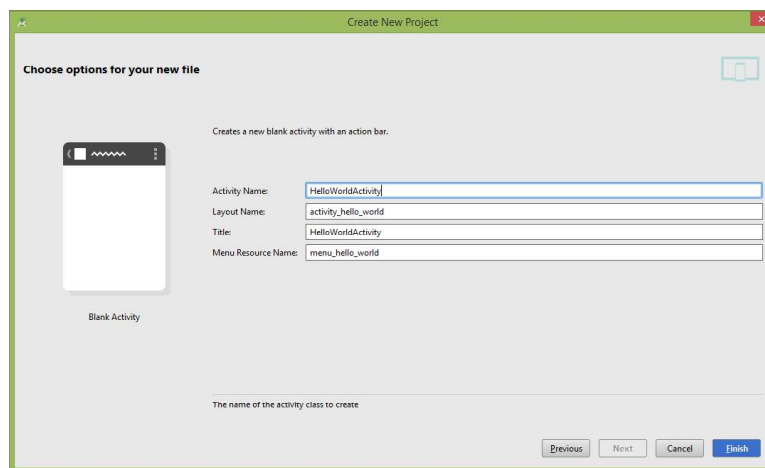 Create New Project
Choose options for your new file
Creates a new blank activity with an action bar.
Activity Name: HelloWorldActivity
Layout Name: activity_hello_world
Title: HelloWorldActivity
Menu Resource Name: menu_hello_world
Blank Activity
The name of the activity class to create
Previous Next Cancel Finish